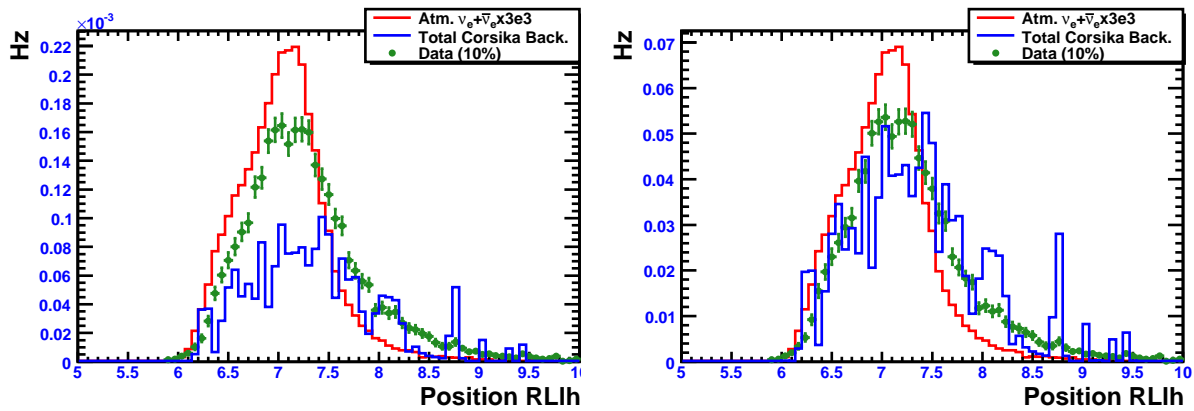 Hz
×10⁻³
Atm. νₑ+ν̅ₑx3e3
Total Corsika Back.
Data (10%)
0.22
0.2
0.18
0.16
0.14
0.12
0.1
0.08
0.06
0.04
0.02
0
5 5.5 6 6.5 7 7.5 8 8.5 9 9.5 10
Position RLlh
Hz
Atm. νₑ+ν̅ₑx3e3
Total Corsika Back.
Data (10%)
0.07
0.06
0.05
0.04
0.03
0.02
0.01
0
5 5.5 6 6.5 7 7.5 8 8.5 9 9.5 10
Position RLlh